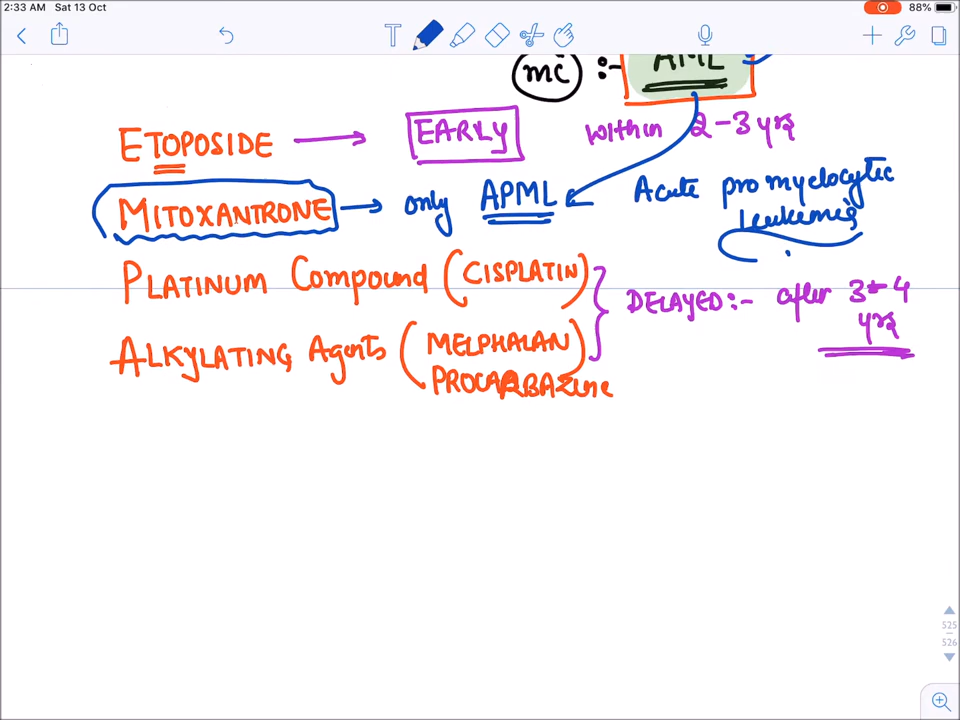 2:33 AM Sat 13 Oct 88%
T
mc :- AML
ETOPOSIDE → EARLY within 2-3 yrs
MITOXANTRONE → only APML Acute promyelocytic
leukemia
PLATINUM Compound (CISPLATIN)
DELAYED:- after 3-4
yrs
ALKYLATING Agents (MELPHALAN
PROCARBAZine)
525
526